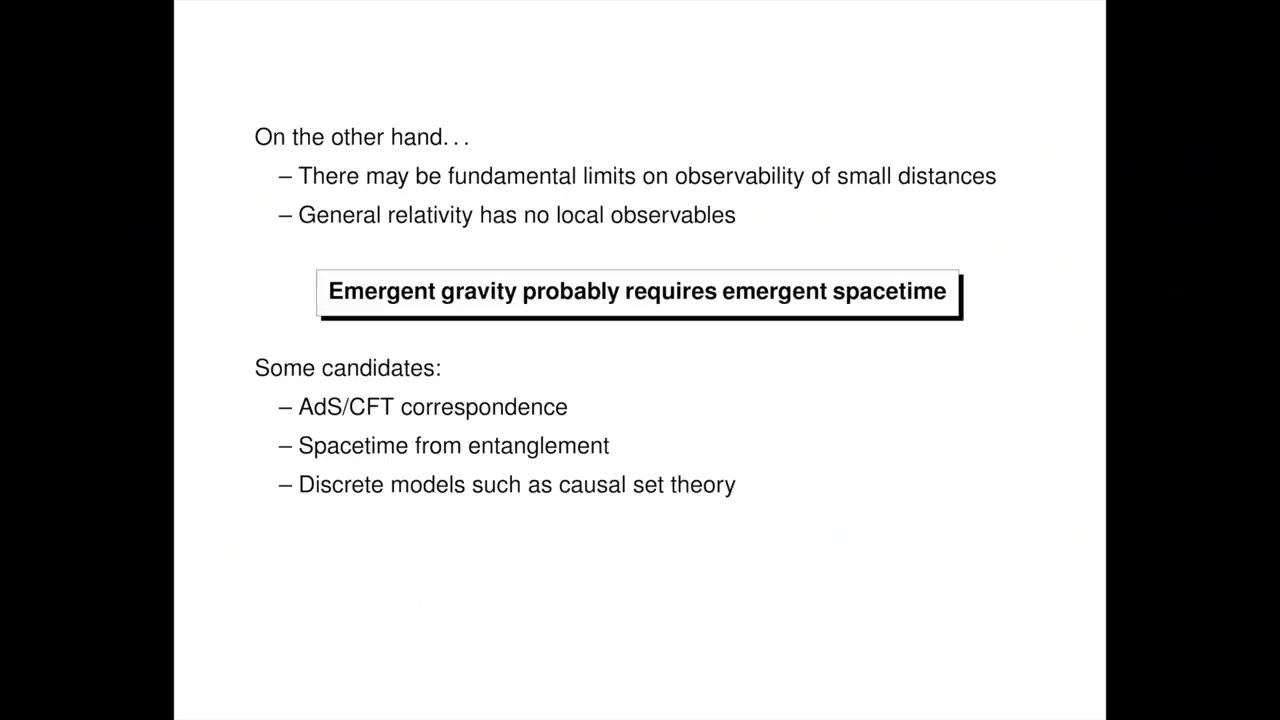 On the other hand. . .
– There may be fundamental limits on observability of small distances
– General relativity has no local observables
Emergent gravity probably requires emergent spacetime
Some candidates:
– AdS/CFT correspondence
– Spacetime from entanglement
– Discrete models such as causal set theory